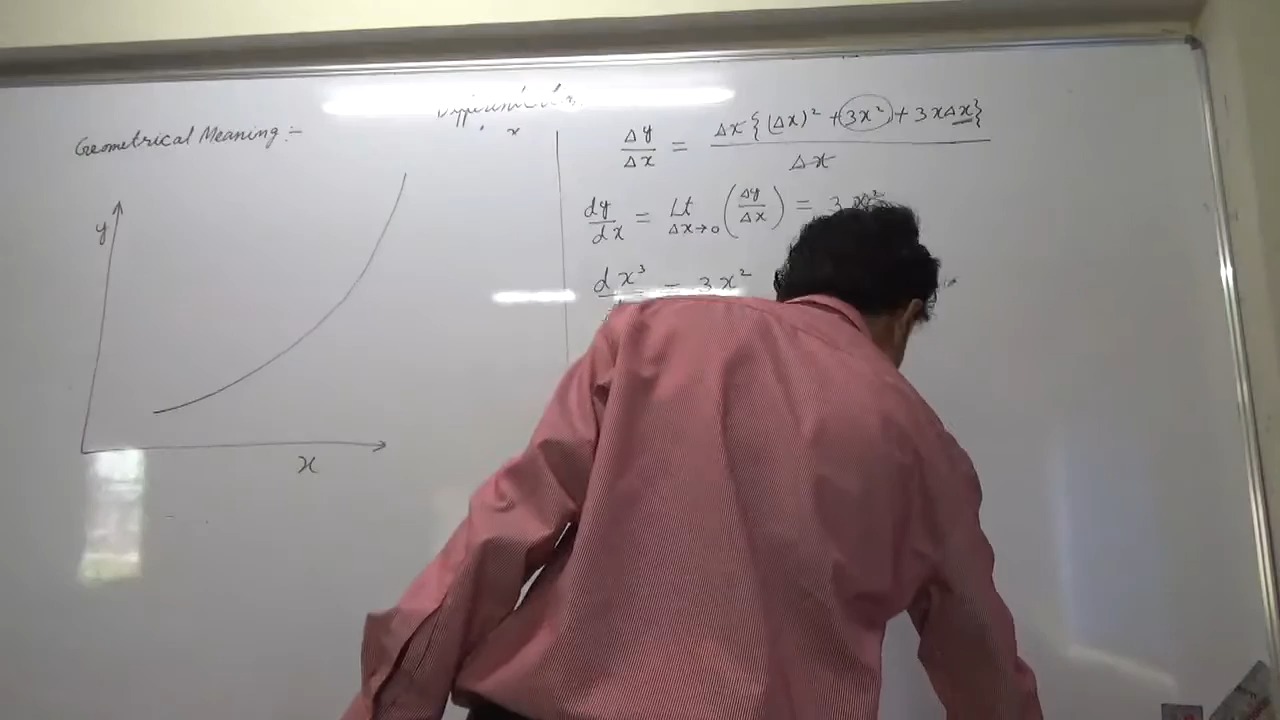 Geometrical Meaning :-
y
x
Δy/Δx = Δx{(Δx)² + 3x² + 3xΔx}/Δx
dy/dx = Lt Δx→0 (Δy/Δx) = 3x²
d x³ = 3x²